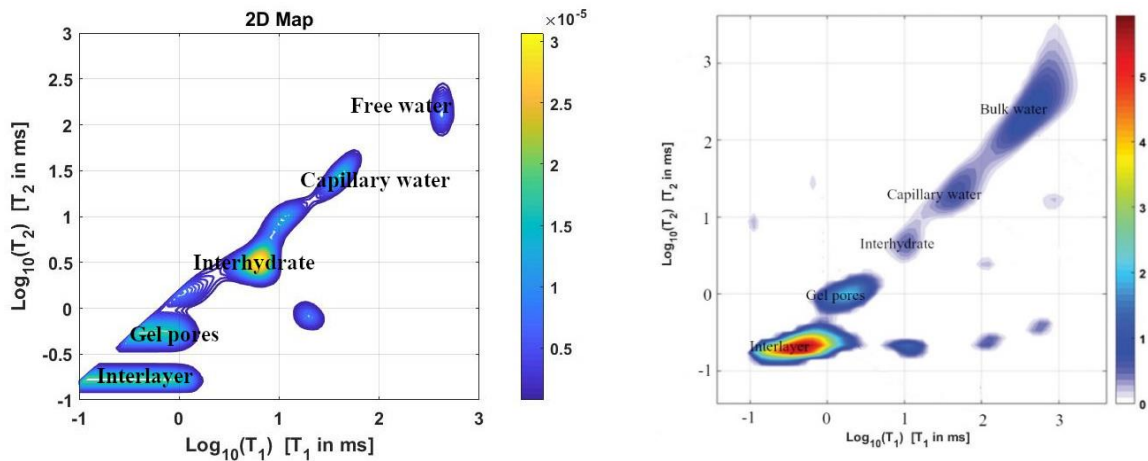 2D Map
×10⁻⁵
3
2.5
2
1.5
1
0.5
0
-0.5
-1
Log₁₀(T₂) [T₂ in ms]
Free water
Capillary water
Interhydrate
Gel pores
Interlayer
-1
0
1
2
3
Log₁₀(T₁) [T₁ in ms]
3
2.5
2
1.5
1
0.5
3
2
1
0
-1
Log₁₀(T₂) [T₂ in ms]
Bulk water
Capillary water
Interhydrate
Gel pores
Interlayer
-1
0
1
2
3
Log₁₀(T₁) [T₁ in ms]
5
4
3
2
1
0